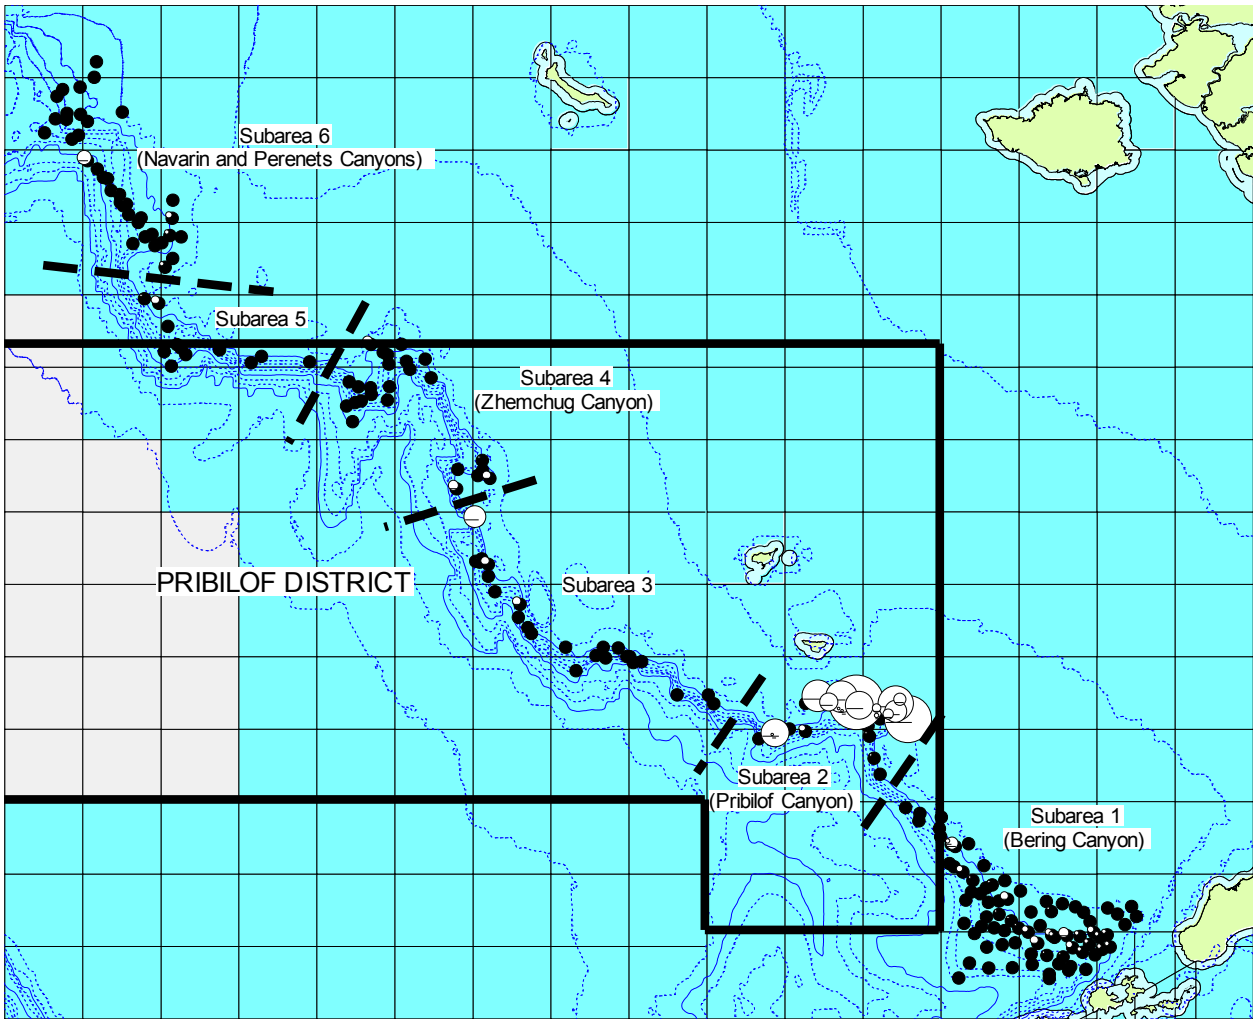 Subarea 6
(Navarin and Perenets Canyons)
Subarea 5
Subarea 4
(Zhemchug Canyon)
PRIBILOF DISTRICT
Subarea 3
Subarea 2
(Pribilof Canyon)
Subarea 1
(Bering Canyon)